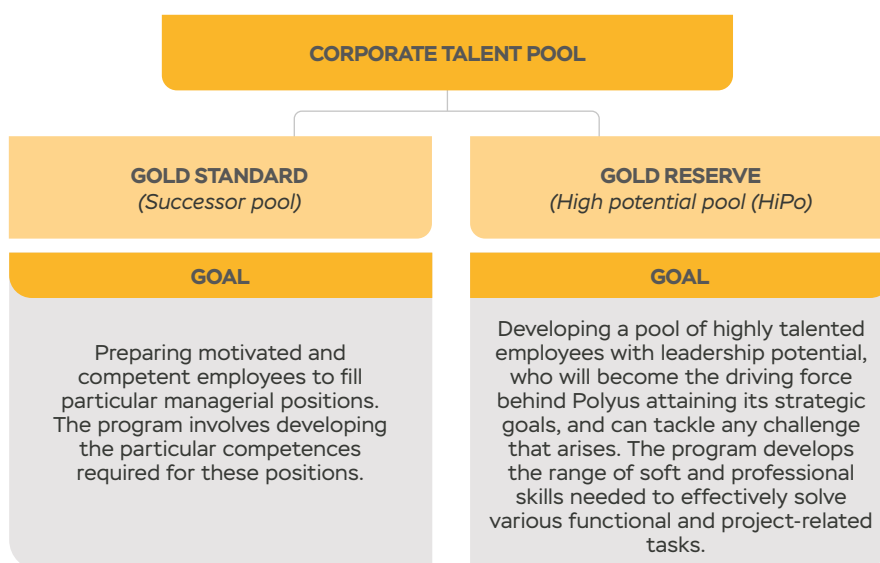 CORPORATE TALENT POOL
GOLD STANDARD
(Successor pool)
GOAL
Preparing motivated and
competent employees to fill
particular managerial positions.
The program involves developing
the particular competences
required for these positions.
GOLD RESERVE
(High potential pool (HiPo)
GOAL
Developing a pool of highly talented
employees with leadership potential,
who will become the driving force
behind Polyus attaining its strategic
goals, and can tackle any challenge
that arises. The program develops
the range of soft and professional
skills needed to effectively solve
various functional and project-related
tasks.